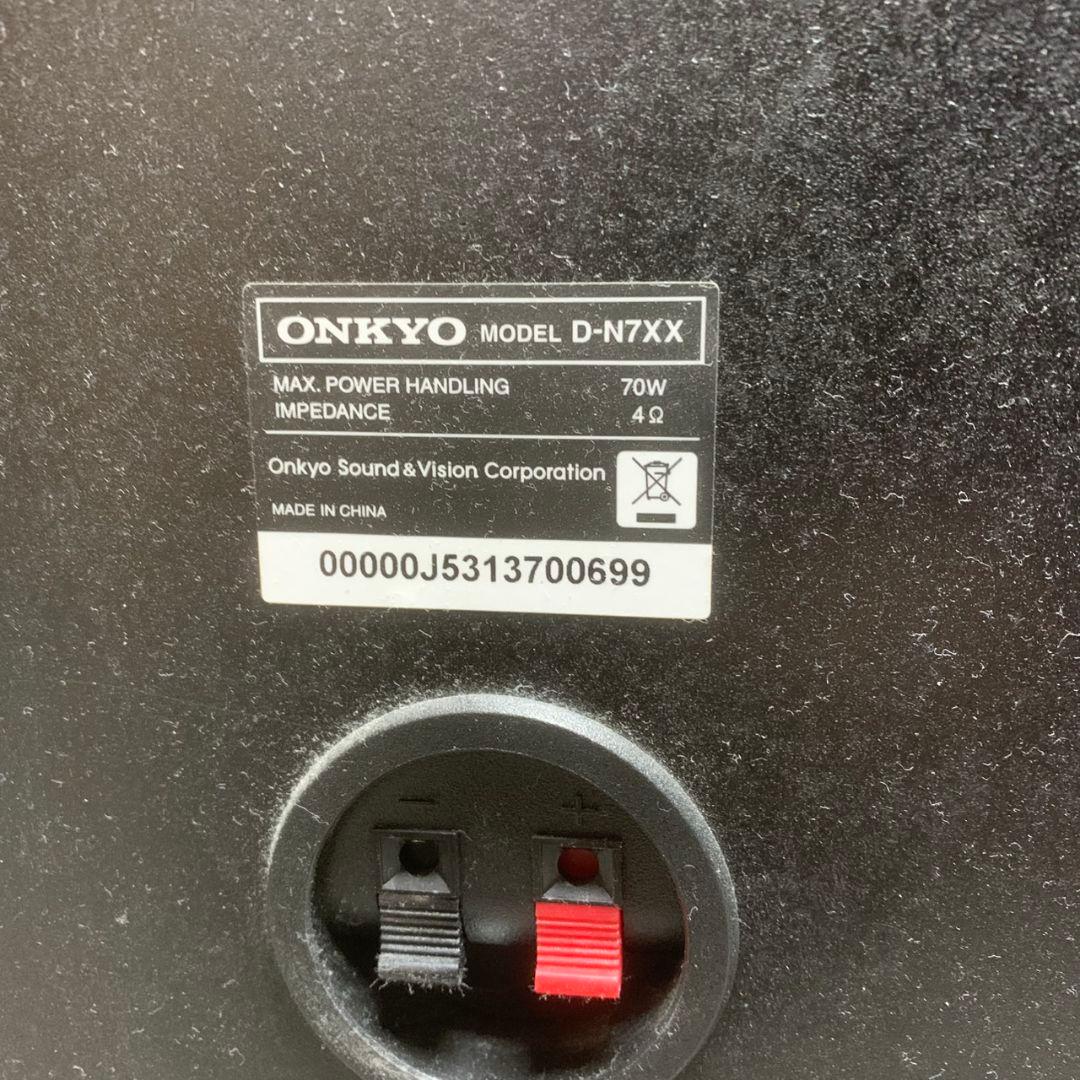 ONKYO MODEL D-N7XX
MAX. POWER HANDLING 70W
IMPEDANCE 4Ω
Onkyo Sound & Vision Corporation
MADE IN CHINA
00000J5313700699
− +